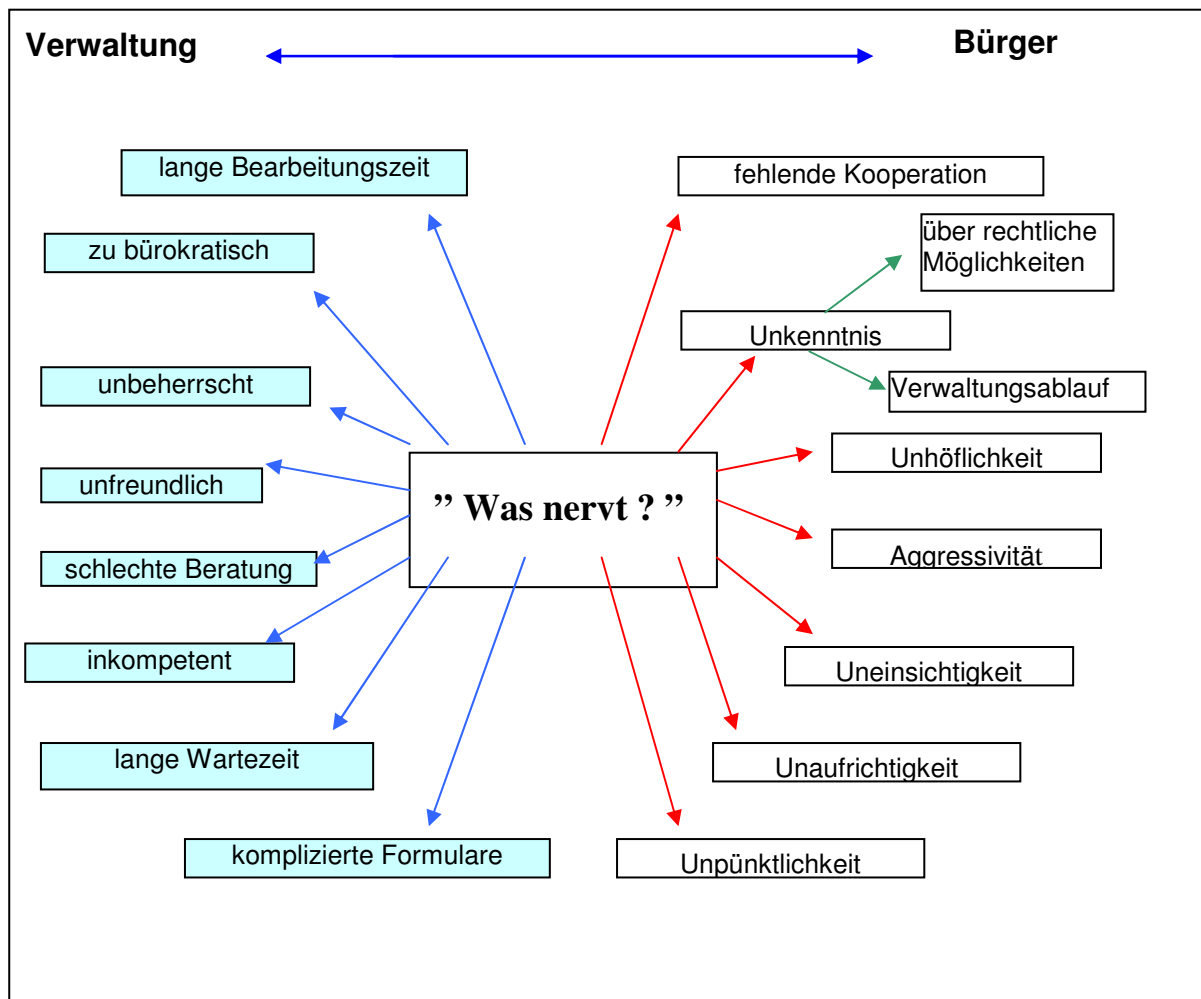 Verwaltung
Bürger
lange Bearbeitungszeit
zu bürokratisch
unbeherrscht
unfreundlich
schlechte Beratung
inkompetent
lange Wartezeit
komplizierte Formulare
” Was nervt ? ”
fehlende Kooperation
über rechtliche
Möglichkeiten
Unkenntnis
Verwaltungsablauf
Unhöflichkeit
Aggressivität
Uneinsichtigkeit
Unaufrichtigkeit
Unpünktlichkeit